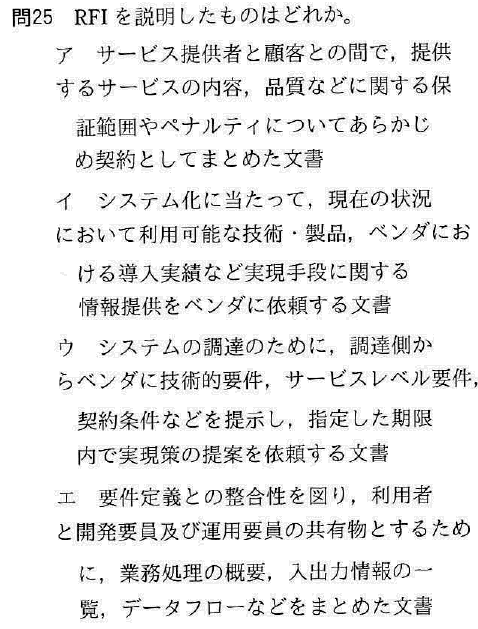 問25 RFI を説明したものはどれか。
ア サービス提供者と顧客との間で，提供
するサービスの内容，品質などに関する保
証範囲やペナルティについてあらかじ
め契約としてまとめた文書
イ システム化に当たって，現在の状況
において利用可能な技術・製品，ベンダにお
ける導入実績など実現手段に関する
情報提供をベンダに依頼する文書
ウ システムの調達のために，調達側か
らベンダに技術的要件，サービスレベル要件，
契約条件などを提示し，指定した期限
内で実現策の提案を依頼する文書
エ 要件定義との整合性を図り，利用者
と開発要員及び運用要員の共有物とするため
に，業務処理の概要，入出力情報の一
覧，データフローなどをまとめた文書